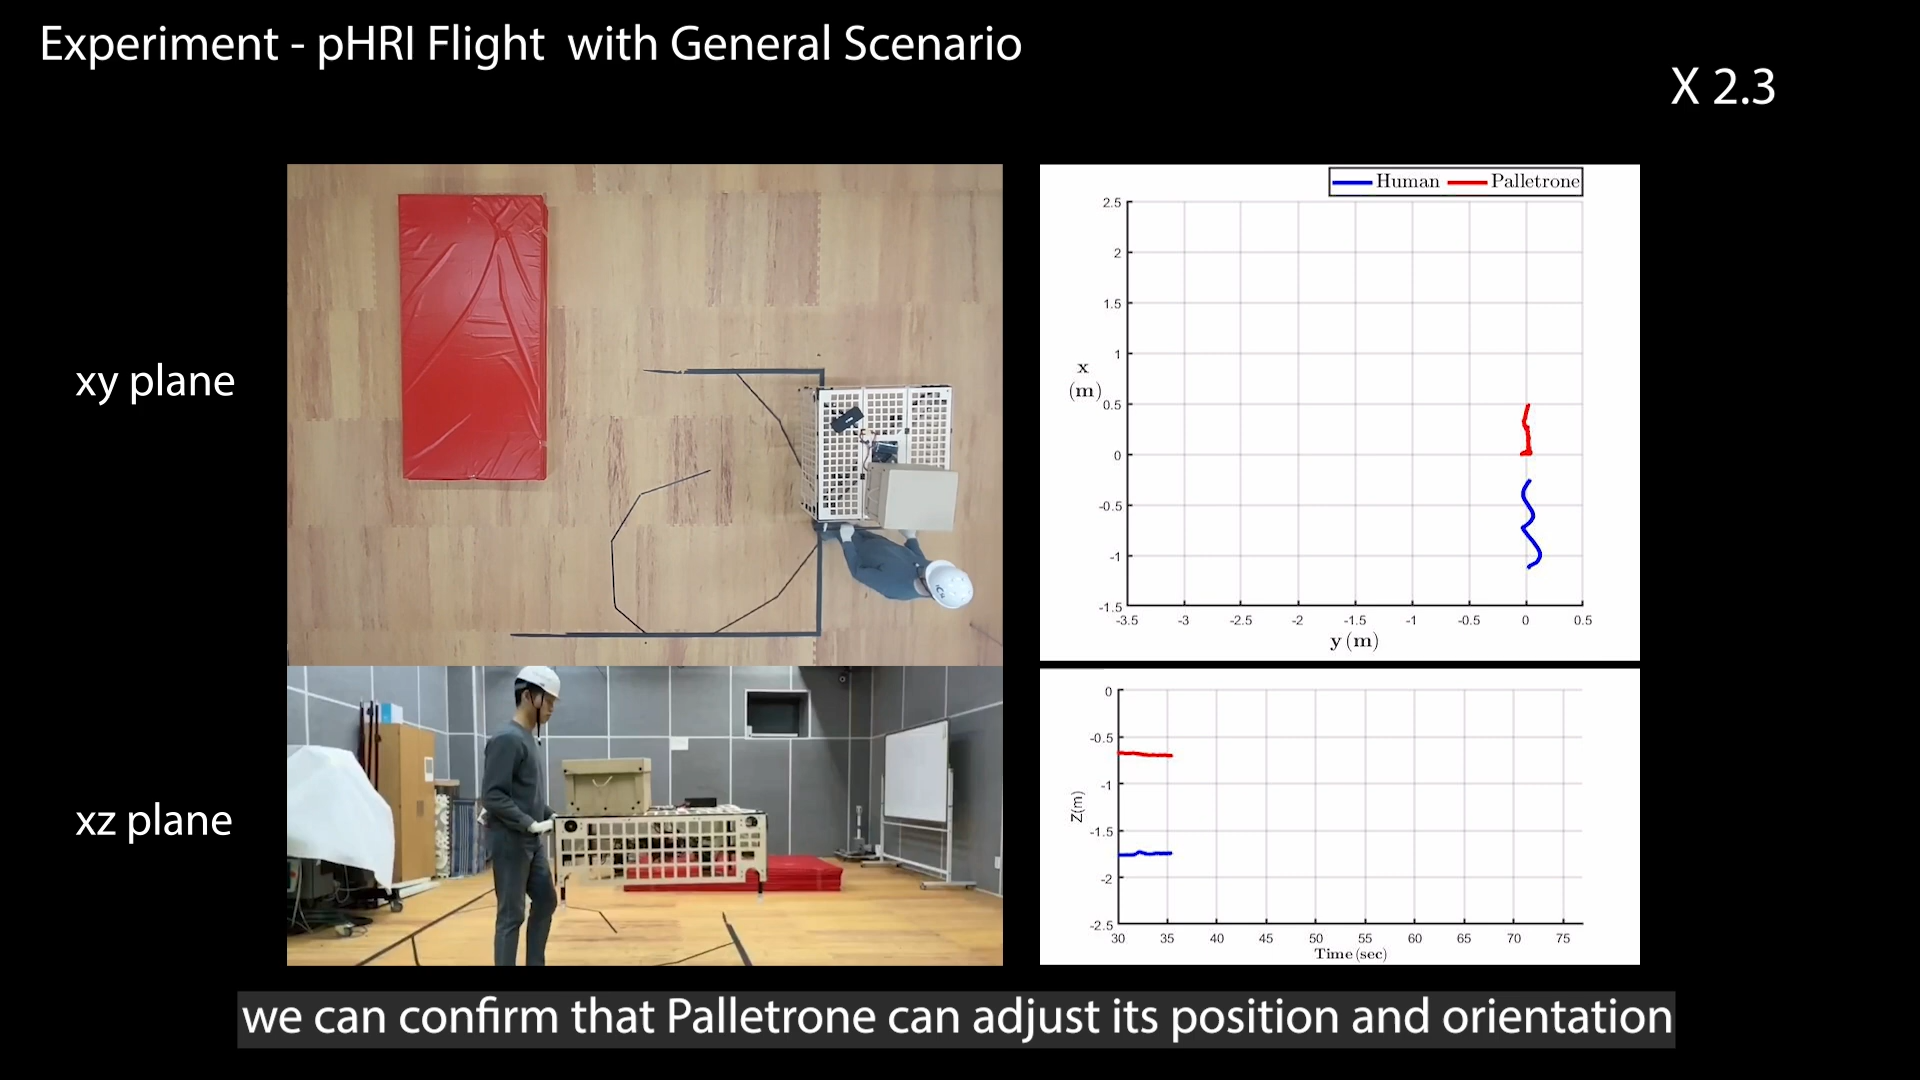 Experiment - pHRI Flight with General Scenario
X 2.3
xy plane
Human Palletrone
2.5
2
1.5
1
0.5
0
-0.5
-1
-1.5
x
(m)
-3.5 -3 -2.5 -2 -1.5 -1 -0.5 0 0.5
y (m)
xz plane
0
-0.5
-1
-1.5
-2
-2.5
Z(m)
30 35 40 45 50 55 60 65 70 75
Time (sec)
we can confirm that Palletrone can adjust its position and orientation